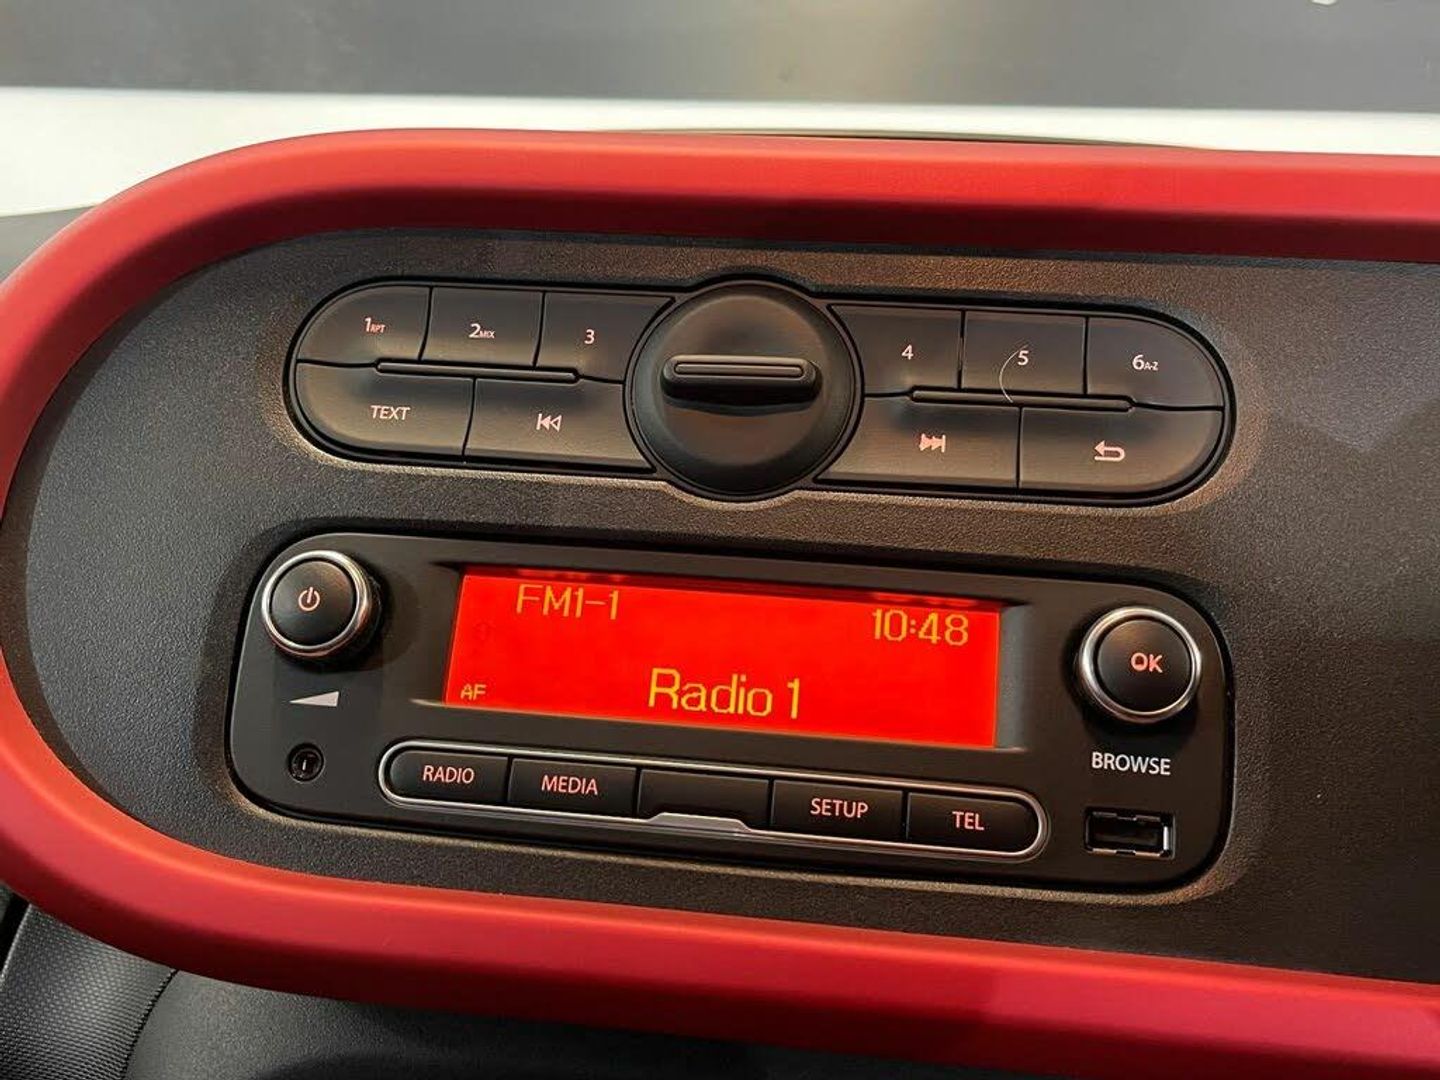 1RPT 2MIX 3 4 5 6A-Z
TEXT
FM1-1 10:48
AF Radio 1
OK
BROWSE
RADIO MEDIA SETUP TEL